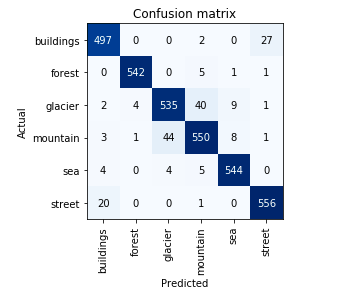 Confusion matrix
buildings 497 0 0 2 0 27
forest 0 542 0 5 1 1
glacier 2 4 535 40 9 1
mountain 3 1 44 550 8 1
sea 4 0 4 5 544 0
street 20 0 0 1 0 556
Actual
buildings forest glacier mountain sea street
Predicted